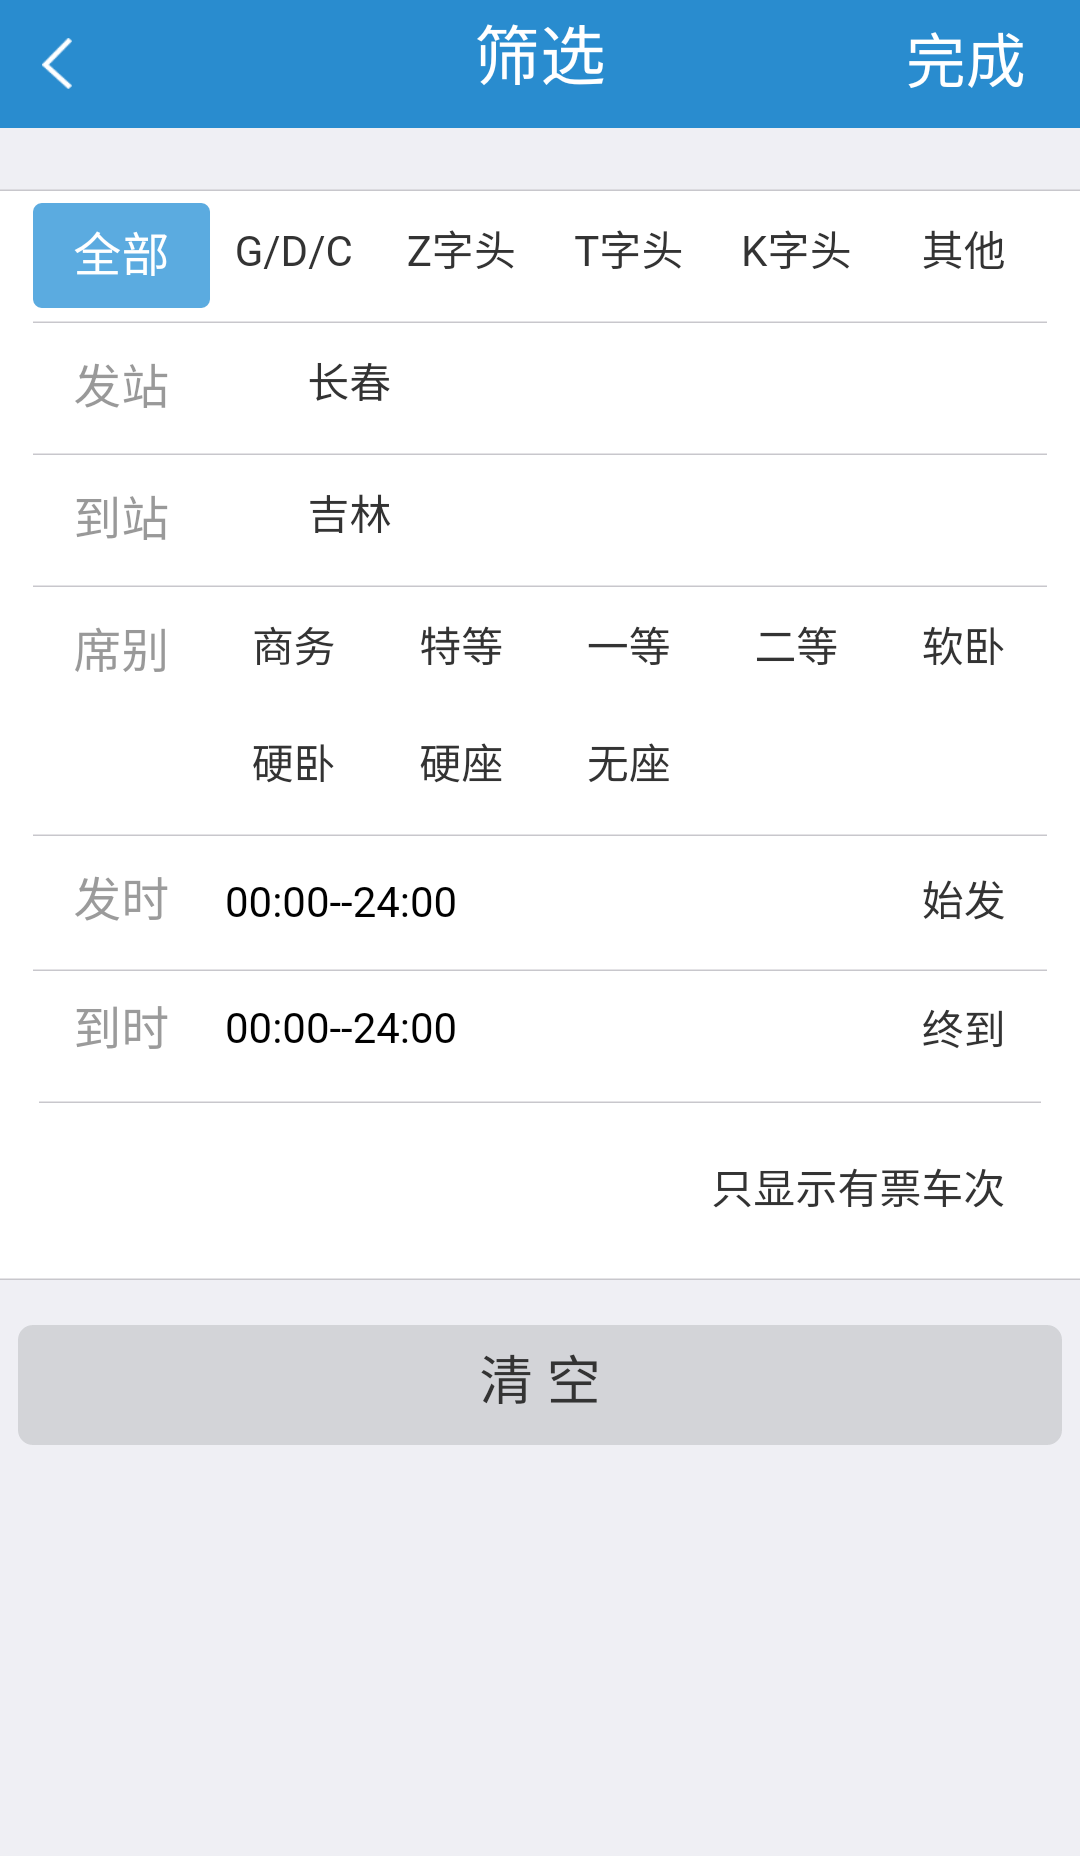 筛选 完成
全部 G/D/C Z字头 T字头 K字头 其他
发站 长春
到站 吉林
席别 商务 特等 一等 二等 软卧
硬卧 硬座 无座
发时 00:00--24:00 始发
到时 00:00--24:00 终到
只显示有票车次
清 空